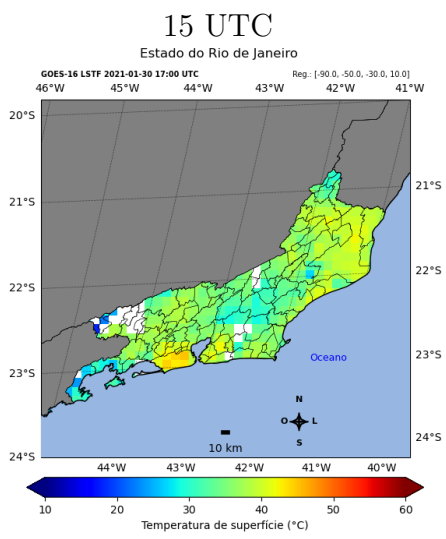 15 UTC
Estado do Rio de Janeiro
GOES-16 LSTF 2021-01-30 17:00 UTC Reg.: [-90.0, -50.0, -30.0, 10.0]
46°W 45°W 44°W 43°W 42°W 41°W
20°S
21°S 21°S
22°S 22°S
23°S 23°S
24°S 24°S
Oceano
N
O L
S
10 km
44°W 43°W 42°W 41°W 40°W
10 20 30 40 50 60
Temperatura de superfície (°C)